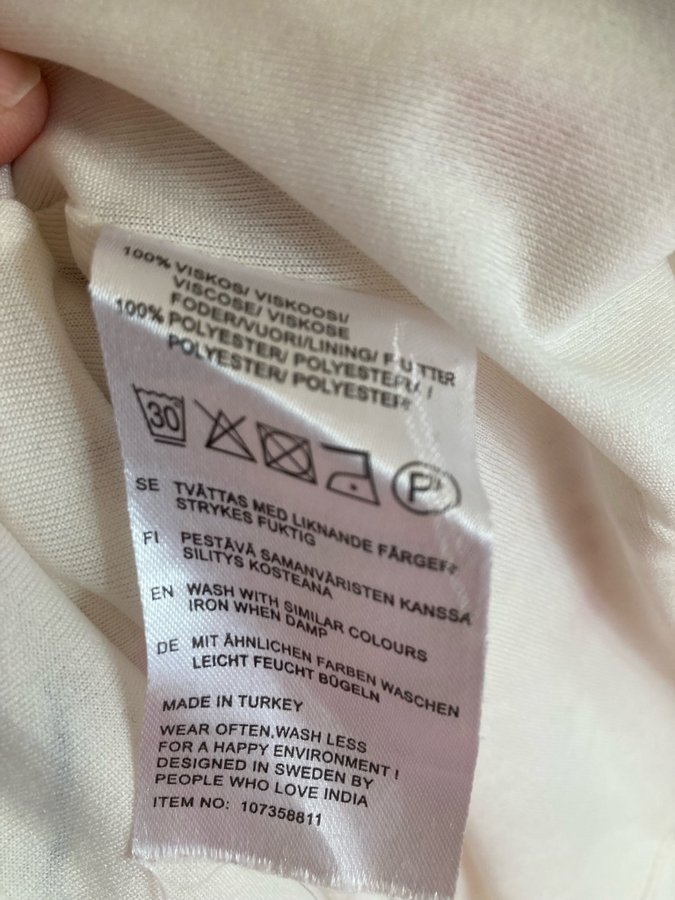 100% VISKOS/ VISKOOSI/
VISCOSE/ VISKOSE
FODER/VUORI/LINING/ FUTTER
100% POLYESTER/ POLYESTERIA /
POLYESTER/ POLYESTER
30
P
SE TVÄTTAS MED LIKNANDE FÄRGER
STRYKES FUKTIG
FI PESTÄVÄ SAMANVÄRISTEN KANSSA
SILITYS KOSTEANA
EN WASH WITH SIMILAR COLOURS
IRON WHEN DAMP
DE MIT ÄHNLICHEN FARBEN WASCHEN
LEICHT FEUCHT BÜGELN
MADE IN TURKEY
WEAR OFTEN,WASH LESS
FOR A HAPPY ENVIRONMENT !
DESIGNED IN SWEDEN BY
PEOPLE WHO LOVE INDIA
ITEM NO: 107358811